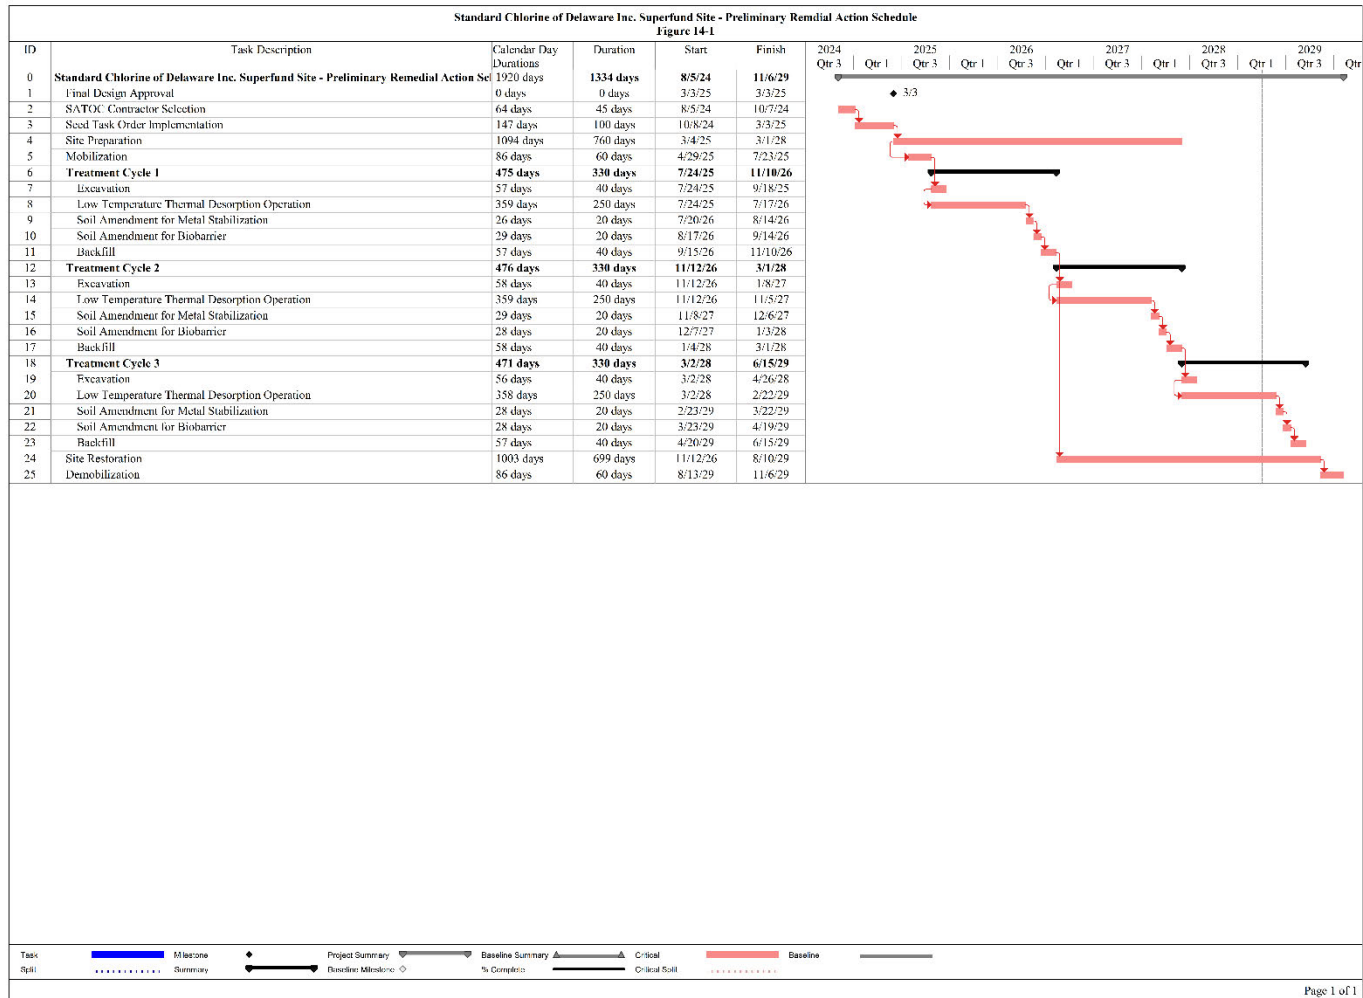 Standard Chlorine of Delaware Inc. Superfund Site - Preliminary Remdial Action Schedule
Figure 14-1
ID Task Description Calendar Day Durations Duration Start Finish 2024 2025 2026 2027 2028 2029
Qtr 3 Qtr 1 Qtr 3 Qtr 1 Qtr 3 Qtr 1 Qtr 3 Qtr 1 Qtr 3 Qtr 1 Qtr 3 Qtr
0 Standard Chlorine of Delaware Inc. Superfund Site - Preliminary Remedial Action Scl 1920 days 1334 days 8/5/24 11/6/29
1 Final Design Approval 0 days 0 days 3/3/25 3/3/25 3/3
2 SATOC Contractor Selection 64 days 45 days 8/5/24 10/7/24
3 Seed Task Order Implementation 147 days 100 days 10/8/24 3/3/25
4 Site Preparation 1094 days 760 days 3/4/25 3/1/28
5 Mobilization 86 days 60 days 4/29/25 7/23/25
6 Treatment Cycle 1 475 days 330 days 7/24/25 11/10/26
7 Excavation 57 days 40 days 7/24/25 9/18/25
8 Low Temperature Thermal Desorption Operation 359 days 250 days 7/24/25 7/17/26
9 Soil Amendment for Metal Stabilization 26 days 20 days 7/20/26 8/14/26
10 Soil Amendment for Biobarrier 29 days 20 days 8/17/26 9/14/26
11 Backfill 57 days 40 days 9/15/26 11/10/26
12 Treatment Cycle 2 476 days 330 days 11/12/26 3/1/28
13 Excavation 58 days 40 days 11/12/26 1/8/27
14 Low Temperature Thermal Desorption Operation 359 days 250 days 11/12/26 11/5/27
15 Soil Amendment for Metal Stabilization 29 days 20 days 11/8/27 12/6/27
16 Soil Amendment for Biobarrier 28 days 20 days 12/7/27 1/3/28
17 Backfill 58 days 40 days 1/4/28 3/1/28
18 Treatment Cycle 3 471 days 330 days 3/2/28 6/15/29
19 Excavation 56 days 40 days 3/2/28 4/26/28
20 Low Temperature Thermal Desorption Operation 358 days 250 days 3/2/28 2/22/29
21 Soil Amendment for Metal Stabilization 28 days 20 days 2/23/29 3/22/29
22 Soil Amendment for Biobarrier 28 days 20 days 3/23/29 4/19/29
23 Backfill 57 days 40 days 4/20/29 6/15/29
24 Site Restoration 1003 days 699 days 11/12/26 8/10/29
25 Demobilization 86 days 60 days 8/13/29 11/6/29
Task Milestone Project Summary Baseline Summary Critical Baseline
Split Summary Baseline Milestone % Complete Critical Split
Page 1 of 1